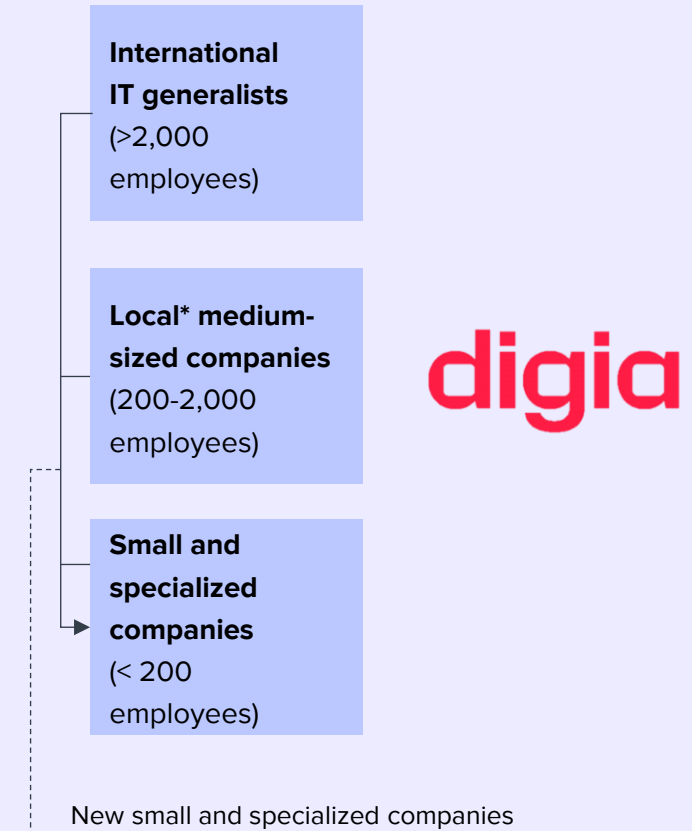 International
IT generalists
(>2,000
employees)
Local* medium-
sized companies
(200-2,000
employees)
digia
Small and
specialized
companies
(< 200
employees)
New small and specialized companies